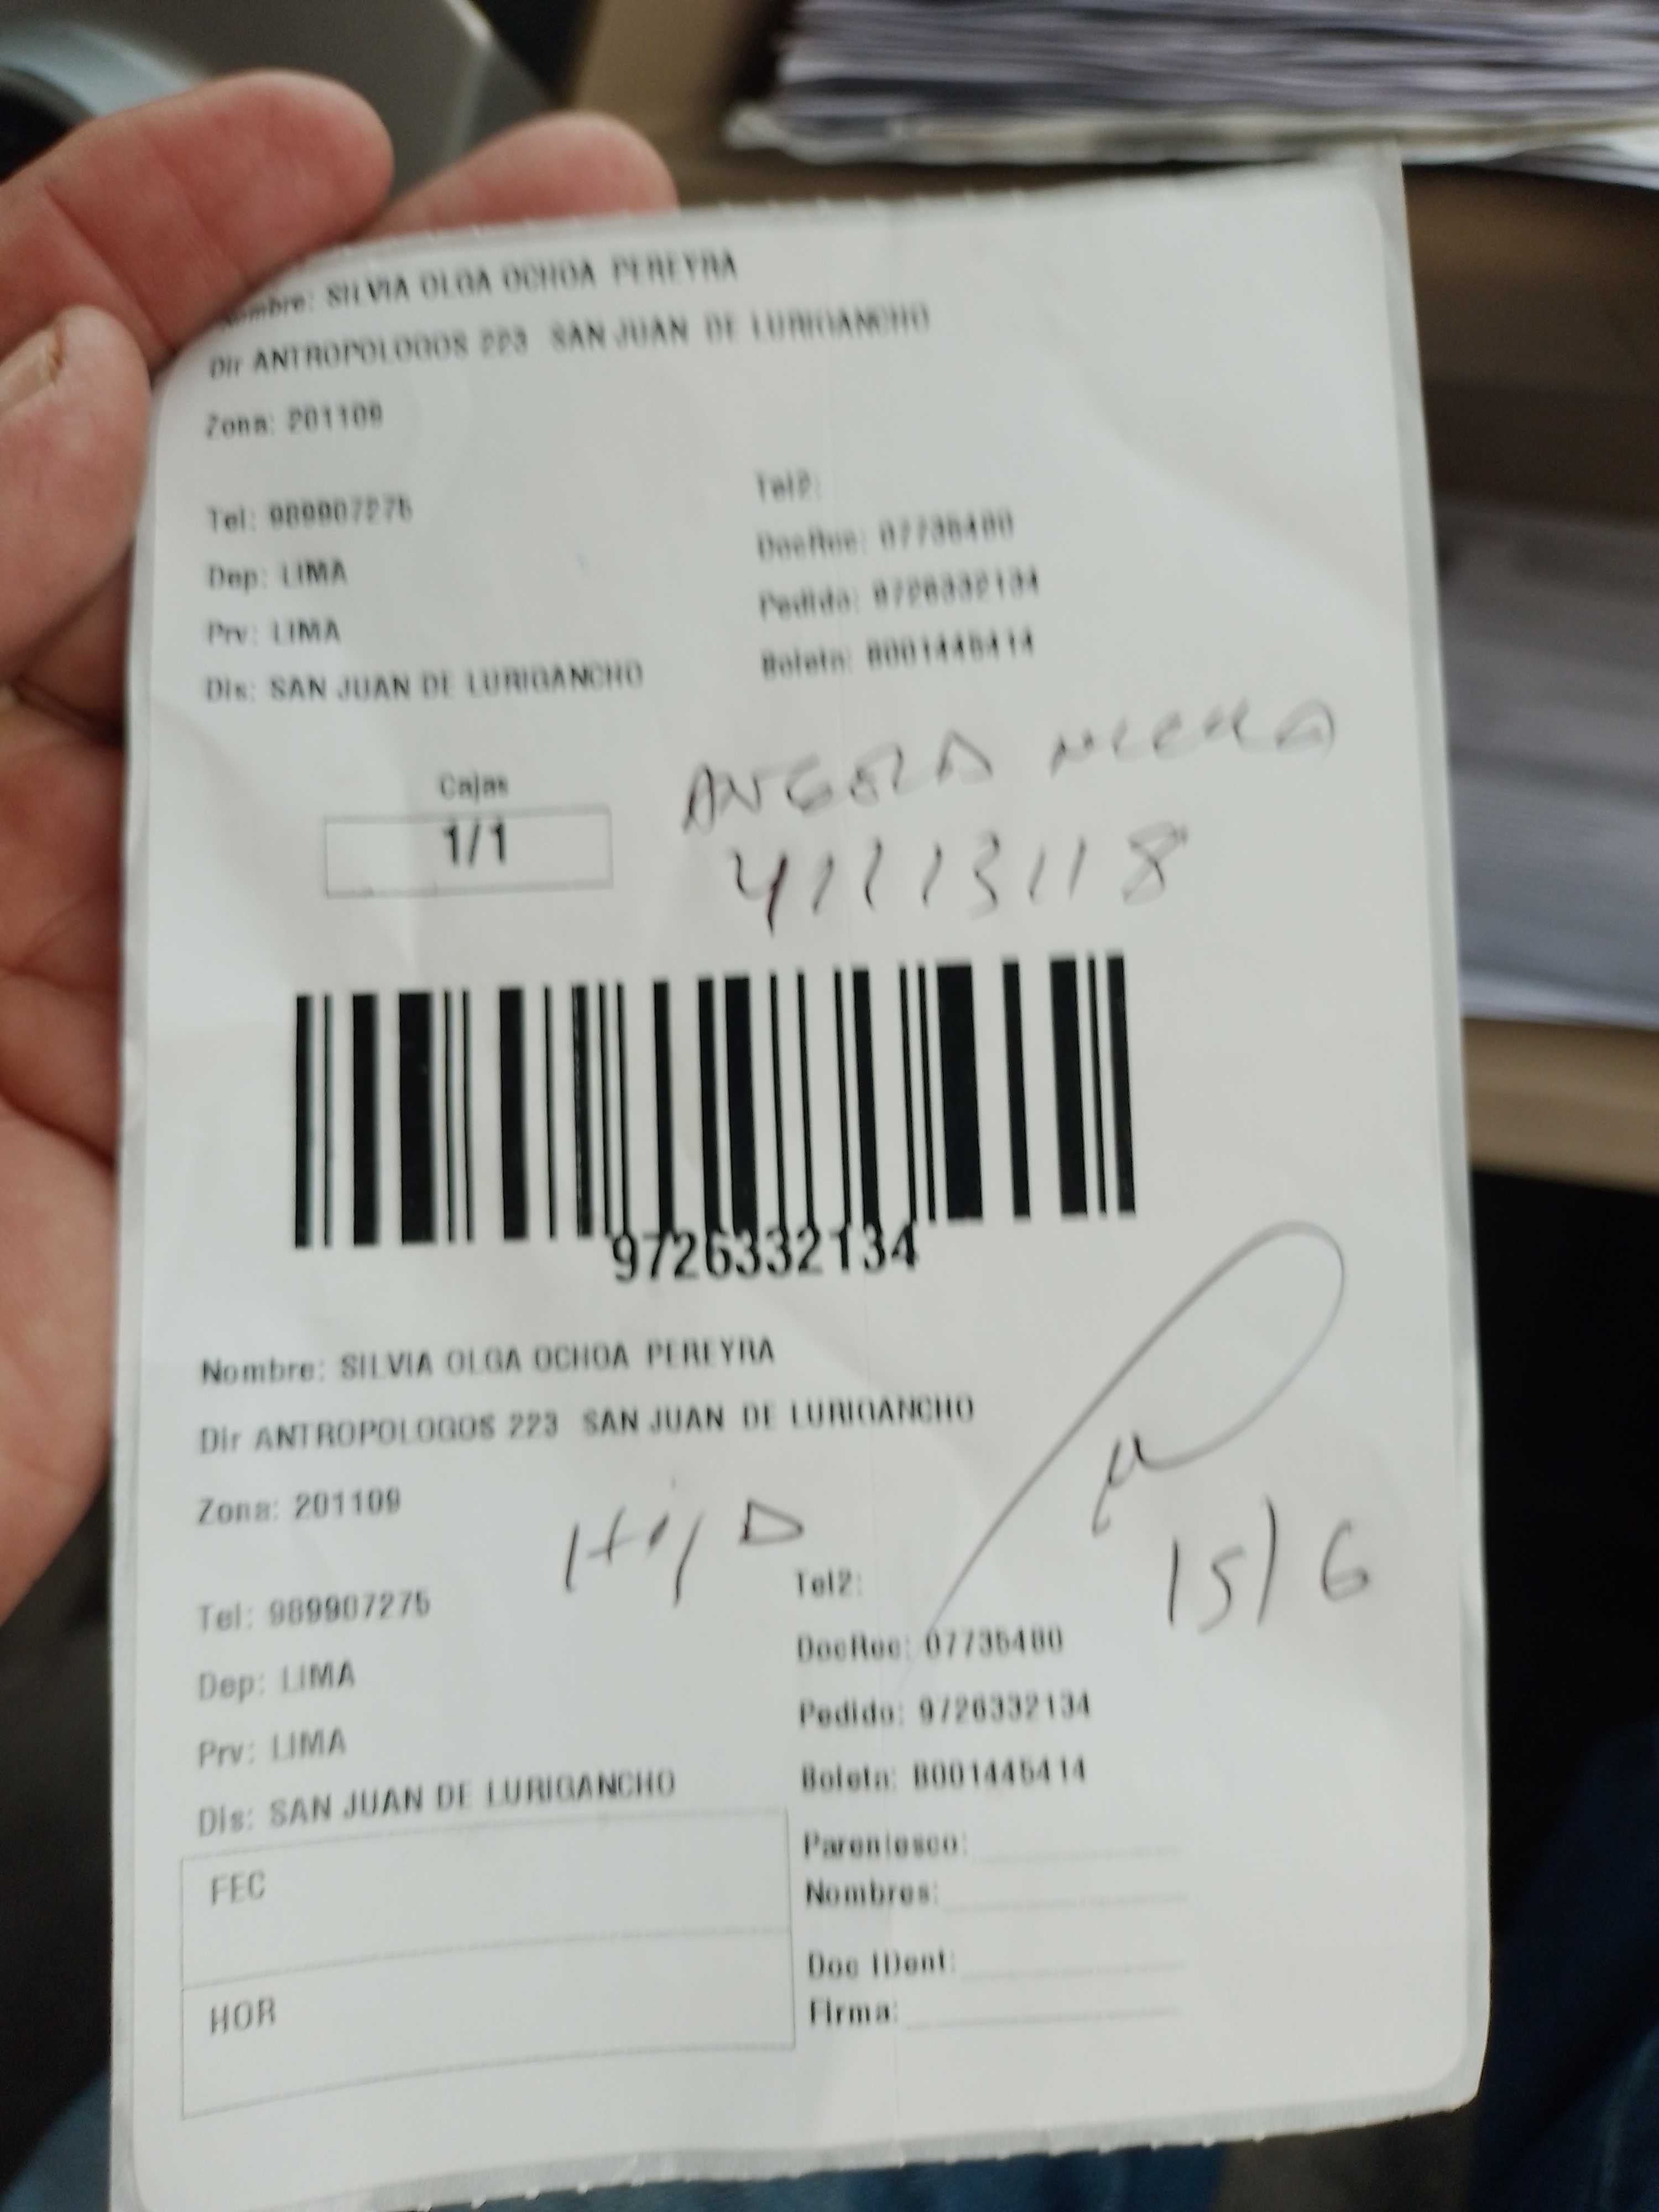 Nombre: SILVIA OLGA OCHOA PEREYRA
Dir ANTROPOLOGOS 223 SAN JUAN DE LURIGANCHO
Zona: 201109
Tel: 989907275
Tel2:
Dep: LIMA
DocRec: 07735480
Prv: LIMA
Pedido: 9726332134
Dis: SAN JUAN DE LURIGANCHO
Boleta: B001445414
Cajas
1/1
ANGELA
9726332134
Nombre: SILVIA OLGA OCHOA PEREYRA
Dir ANTROPOLOGOS 223 SAN JUAN DE LURIGANCHO
Zona: 201109
HijA
15/6
Tel: 989907275
Tel2:
Dep: LIMA
DocRec: 07735480
Prv: LIMA
Pedido: 9726332134
Dis: SAN JUAN DE LURIGANCHO
Boleta: B001445414
FEC
HOR
Parentesco:
Nombres:
Doc IDent:
Firma: